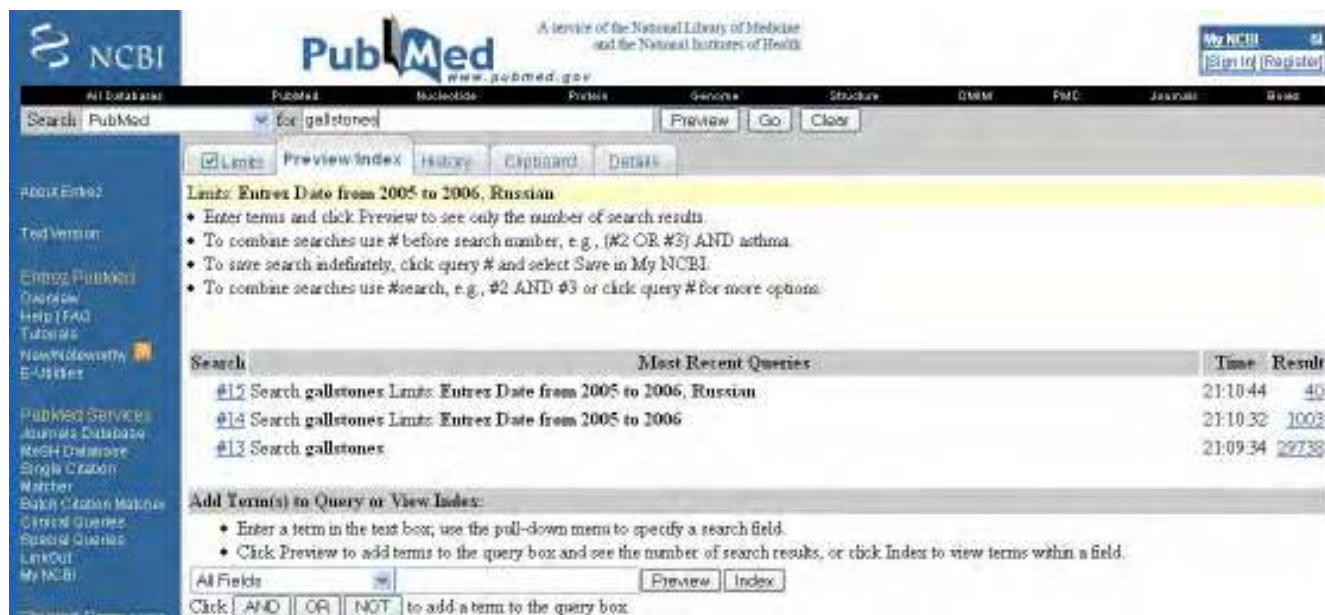 NCBI
PubMed
www.pubmed.gov
A service of the National Library of Medicine
and the National Institutes of Health
My NCBI
[Sign In] [Register]
All Databases PubMed Nucleotide Protein Genome Structure OMIM PMC Journals Books
Search PubMed for gallstones Preview Go Clear
Limits Preview/Index History Clipboard Details
About Entrez
Text Version
Entrez PubMed
Overview
Help | FAQ
Tutorials
New/Noteworthy
E-Utilities
PubMed Services
Journals Database
MeSH Database
Single Citation
Matcher
Batch Citation Matcher
Clinical Queries
Special Queries
LinkOut
My NCBI
Limits: Entrez Date from 2005 to 2006, Russian
• Enter terms and click Preview to see only the number of search results.
• To combine searches use # before search number, e.g., (#2 OR #3) AND asthma.
• To save search indefinitely, click query # and select Save in My NCBI.
• To combine searches use #search, e.g., #2 AND #3 or click query # for more options.
Search Most Recent Queries Time Result
#15 Search gallstones Limits: Entrez Date from 2005 to 2006, Russian 21:10:44 40
#14 Search gallstones Limits: Entrez Date from 2005 to 2006 21:10:32 1003
#13 Search gallstones 21:09:34 29738
Add Term(s) to Query or View Index:
• Enter a term in the text box; use the pull-down menu to specify a search field.
• Click Preview to add terms to the query box and see the number of search results, or click Index to view terms within a field.
All Fields Preview Index
Click AND OR NOT to add a term to the query box.